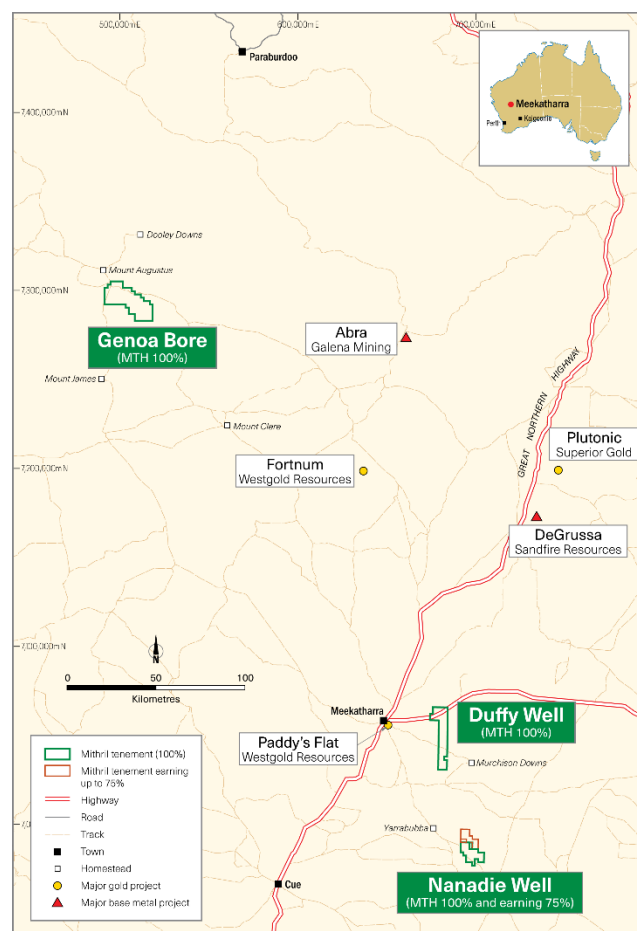 500,000mE
600,000mE
700,000mE
Paraburdoo
Meekatharra
Perth
Kalgoorlie
7,400,000mN
Dooley Downs
Mount Augustus
7,300,000mN
Genoa Bore
(MTH 100%)
Abra
Galena Mining
Mount James
GREAT NORTHERN HIGHWAY
Mount Clere
Plutonic
Superior Gold
Fortnum
Westgold Resources
7,200,000mN
DeGrussa
Sandfire Resources
7,100,000mN
N
0 50 100
Kilometres
Meekatharra
Duffy Well
(MTH 100%)
Paddy's Flat
Westgold Resources
Murchison Downs
Mithril tenement (100%)
Mithril tenement earning
up to 75%
Highway
Road
Track
Town
Homestead
Major gold project
Major base metal project
Yarrabubba
Cue
Nanadie Well
(MTH 100% and earning 75%)